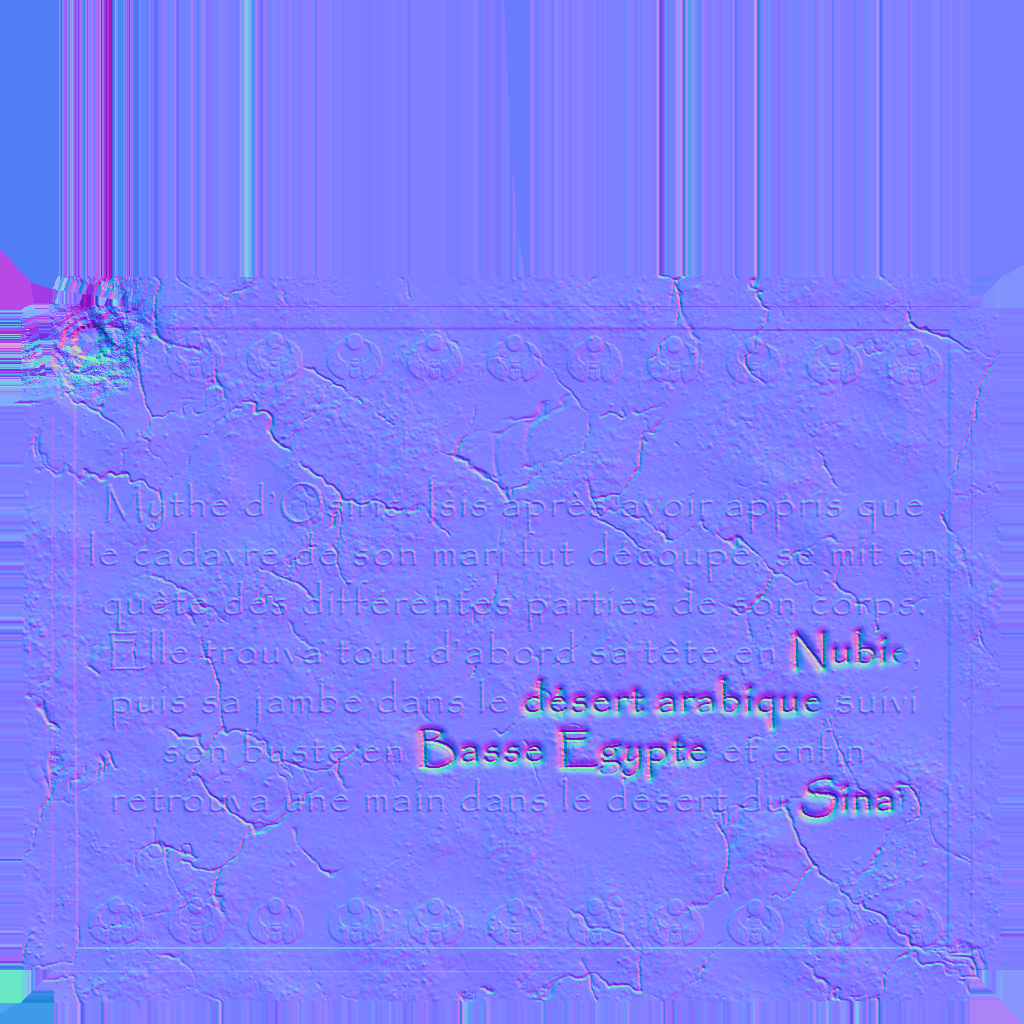 Mythe d'Osiris. Isis après avoir appris que
le cadavre de son mari fut découpé, se mit en
quête des différentes parties de son corps.
Elle trouva tout d'abord sa tête en Nubie,
puis sa jambe dans le désert arabique suivi
son buste en Basse Egypte et enfin
retrouva une main dans le désert du Sinaï)